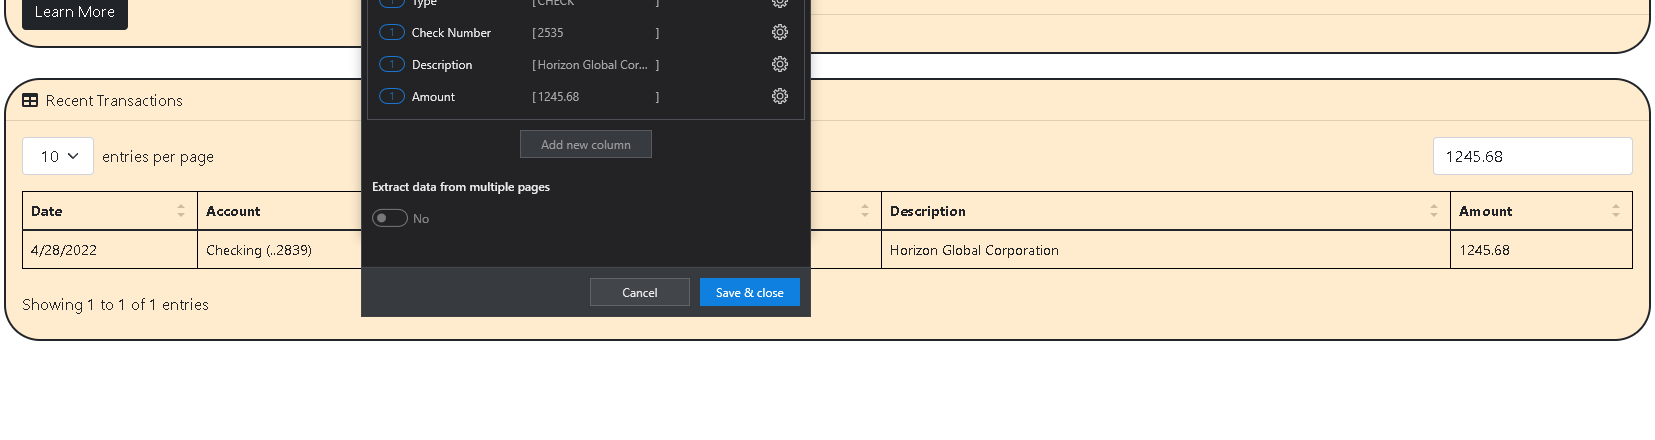 Learn More
1 Type [CHECK ]
1 Check Number [2535 ]
1 Description [Horizon Global Cor... ]
1 Amount [1245.68 ]
Add new column
Extract data from multiple pages
No
Cancel Save & close
Recent Transactions
10 entries per page
1245.68
Date Account Description Amount
4/28/2022 Checking (..2839) Horizon Global Corporation 1245.68
Showing 1 to 1 of 1 entries